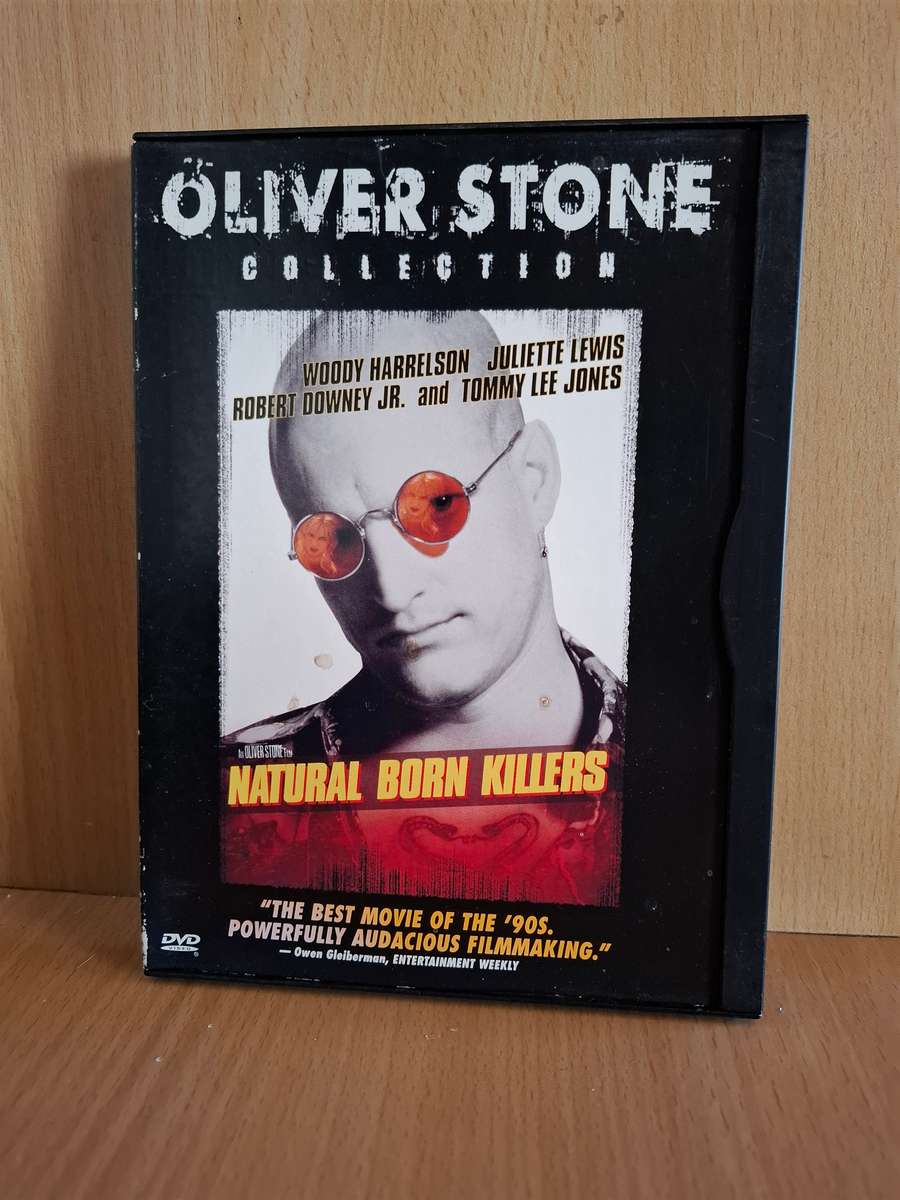 OLIVER STONE
COLLECTION
WOODY HARRELSON JULIETTE LEWIS
ROBERT DOWNEY JR. and TOMMY LEE JONES
AN OLIVER STONE FILM
NATURAL BORN KILLERS
"THE BEST MOVIE OF THE '90S.
POWERFULLY AUDACIOUS FILMMAKING."
— Owen Gleiberman, ENTERTAINMENT WEEKLY
DVD
VIDEO